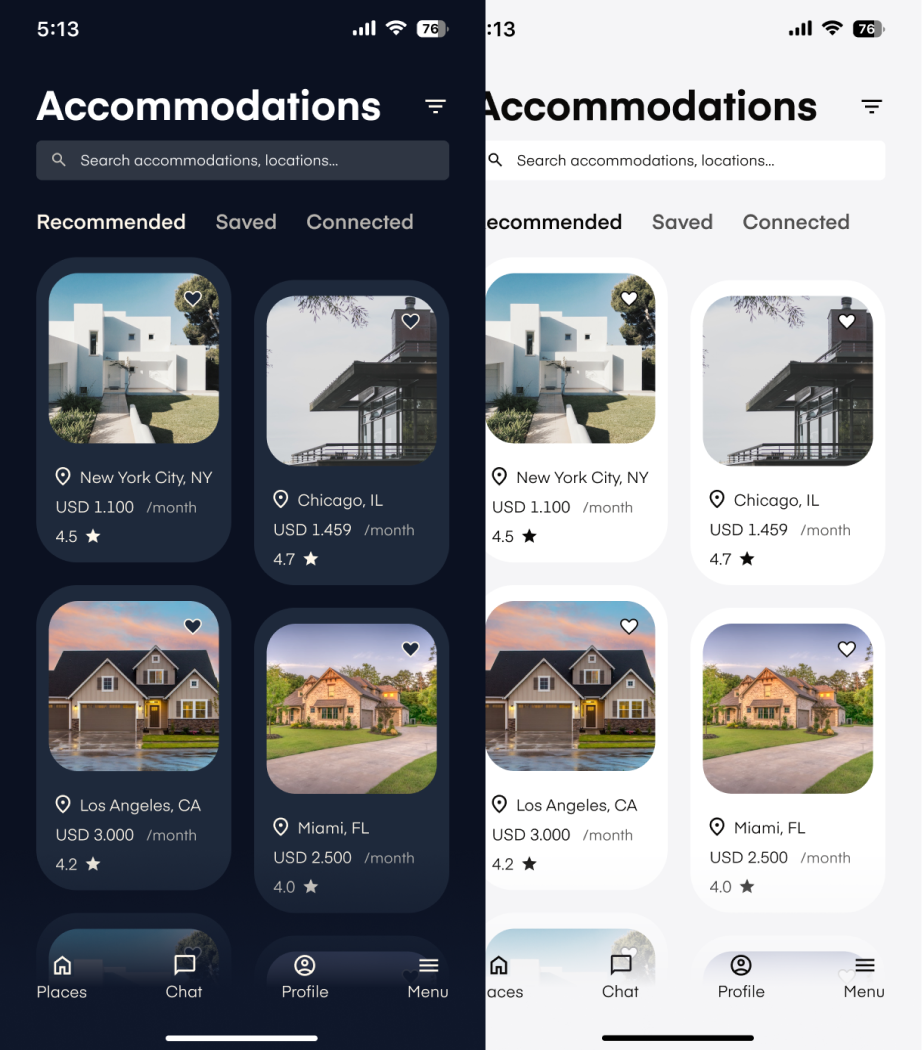 5:13
76
Accommodations
Search accommodations, locations...
Recommended Saved Connected
New York City, NY
USD 1.100 /month
4.5
Chicago, IL
USD 1.459 /month
4.7
Los Angeles, CA
USD 3.000 /month
4.2
Miami, FL
USD 2.500 /month
4.0
Places Chat Profile Menu
:13
76
Accommodations
Search accommodations, locations...
ecommended Saved Connected
New York City, NY
USD 1.100 /month
4.5
Chicago, IL
USD 1.459 /month
4.7
Los Angeles, CA
USD 3.000 /month
4.2
Miami, FL
USD 2.500 /month
4.0
aces Chat Profile Menu